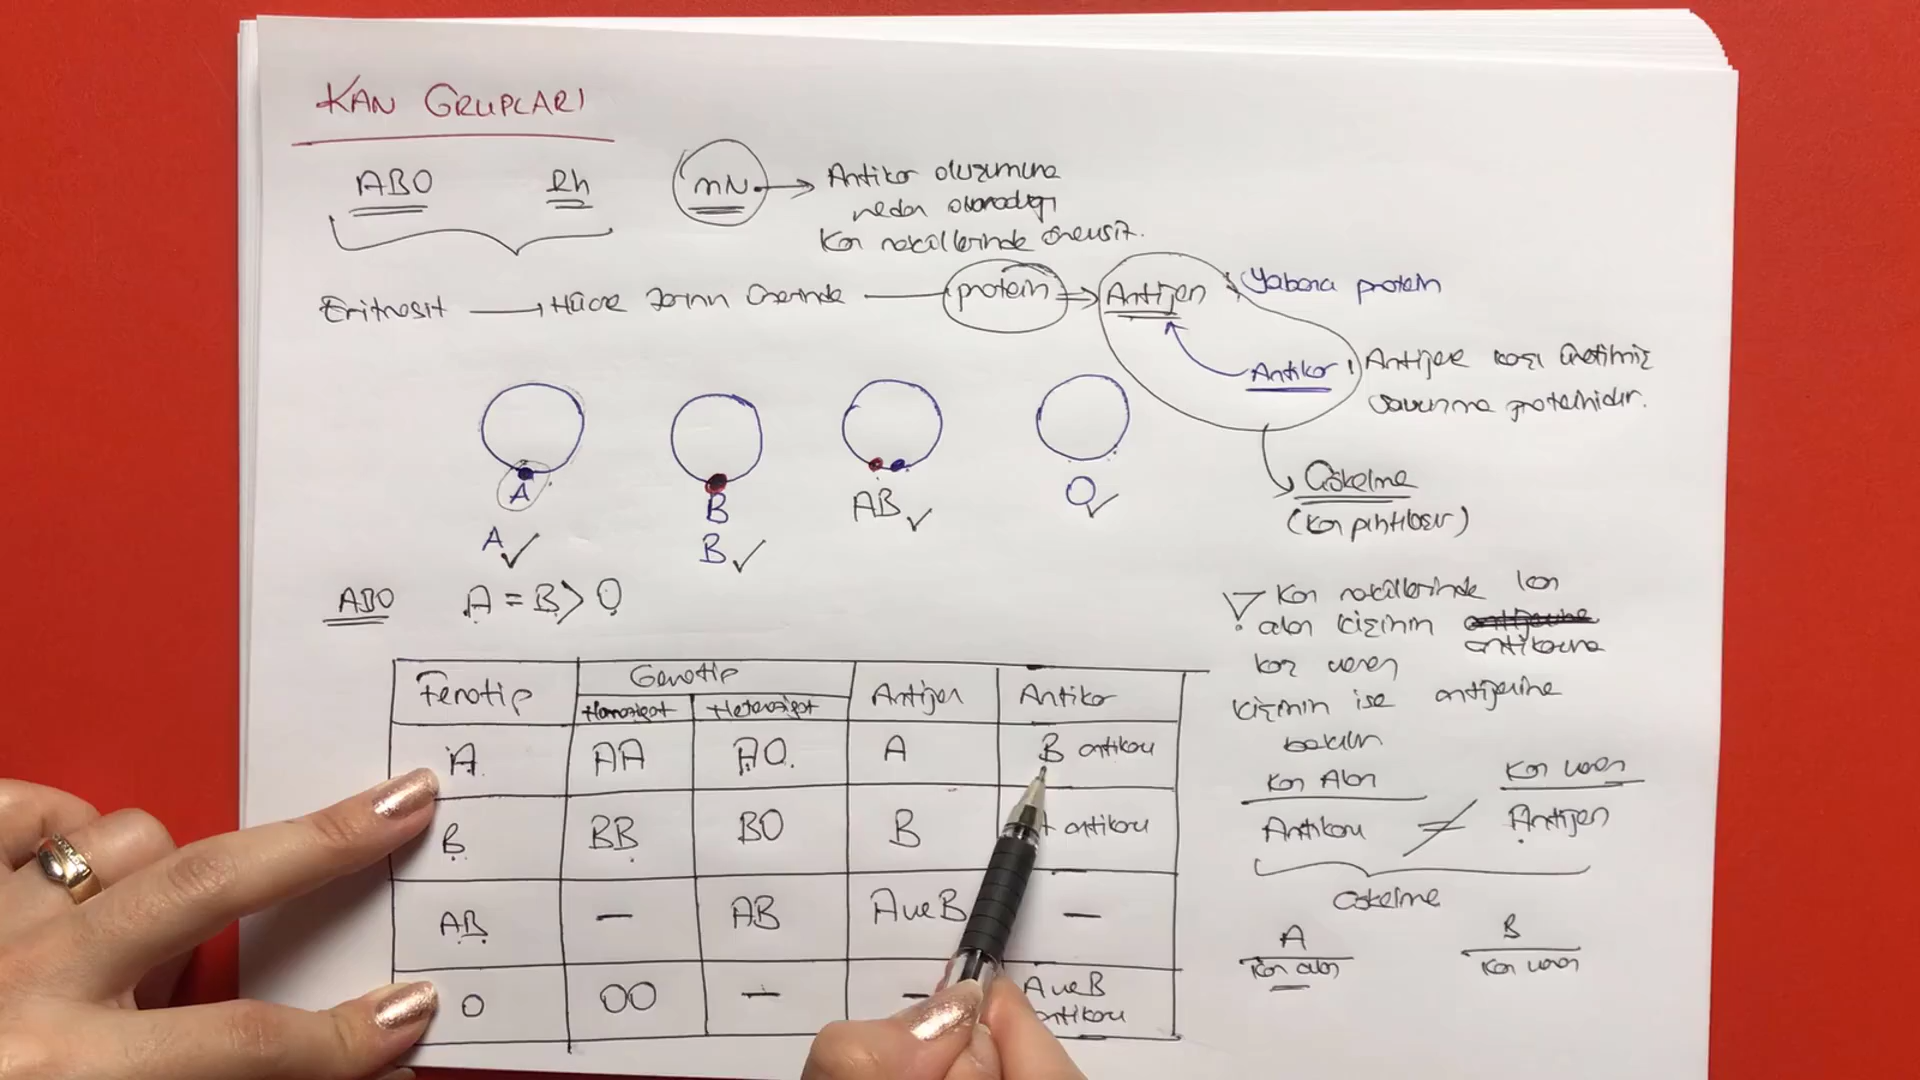 KAN GRUPLARI
ABO Rh MN → Antikor oluşumuna
neden olmadığı
Kan nakillerinde önemsiz.
Eritrosit → Hücre zarının üzerinde — protein ⇒ Antijen : Yabancı protein
Antikor : Antijene karşı üretilmiş
savunma proteinidir.
A B AB O
A B
Çökelme
(Kan pıhtılaşır)
ABO A = B > O
Fenotip Genotip Antijen Antikor
Homozigot Heterozigot
A AA AO A B antikoru
B BB BO B antikoru
AB — AB A ve B —
O OO — — A ve B
antikoru
Kan nakillerinde kan
alan kişinin antikoruna
kan veren
kişinin ise antijenine
bakılır
Kan Alan Kan veren
Antikoru ≠ Antijen
Çökelme
A B
Kan alan Kan veren